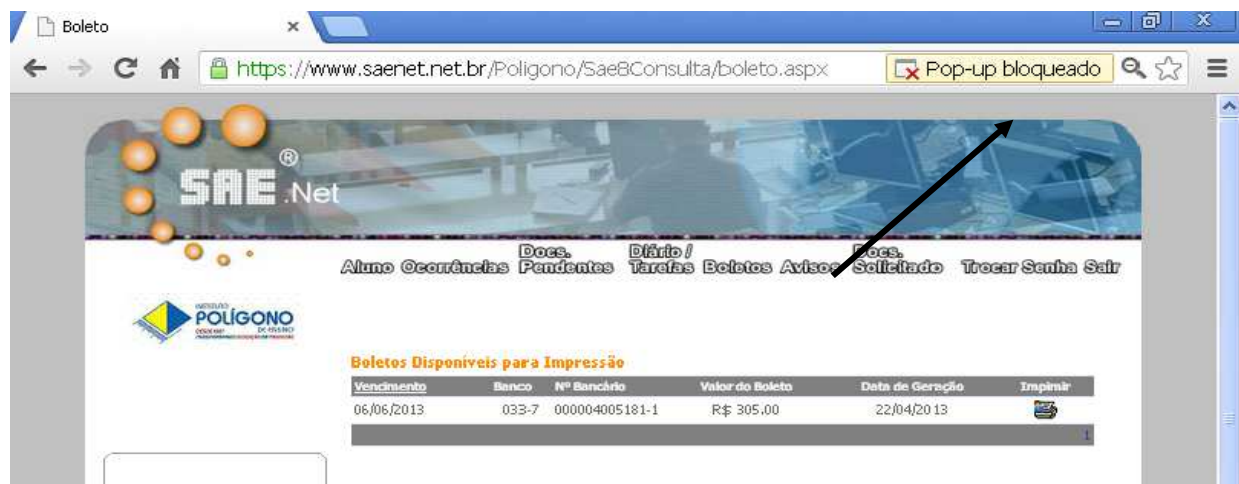 Boleto
https://www.saenet.net.br/Poligono/Sae8Consulta/boleto.aspx Pop-up bloqueado
®
SAE.Net
Docs. Diário / Docs.
Aluno Ocorrências Pendentes Tarefas Boletos Avisos Solicitado Trocar Senha Sair
INSTITUTO
POLÍGONO
DE ENSINO
Boletos Disponíveis para Impressão
Vencimento Banco Nº Bancário Valor do Boleto Data de Geração Imprimir
06/06/2013 033-7 000004005181-1 R$ 305,00 22/04/2013
1